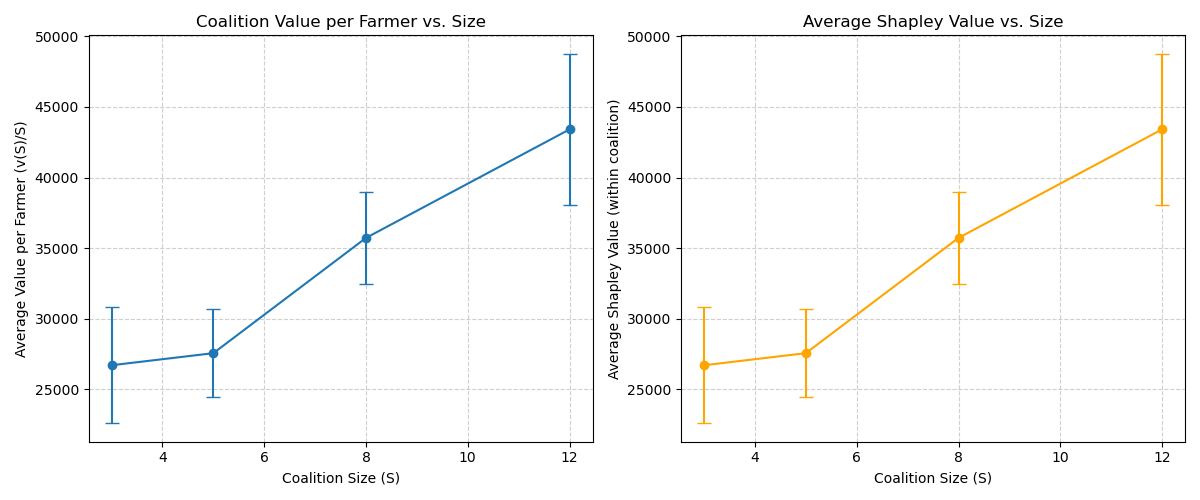 Coalition Value per Farmer vs. Size
Average Value per Farmer (v(S)/S)
50000
45000
40000
35000
30000
25000
4 6 8 10 12
Coalition Size (S)
Average Shapley Value vs. Size
Average Shapley Value (within coalition)
50000
45000
40000
35000
30000
25000
4 6 8 10 12
Coalition Size (S)